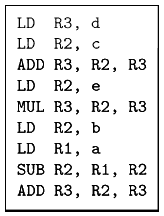 LD R3, d
LD R2, c
ADD R3, R2, R3
LD R2, e
MUL R3, R2, R3
LD R2, b
LD R1, a
SUB R2, R1, R2
ADD R3, R2, R3